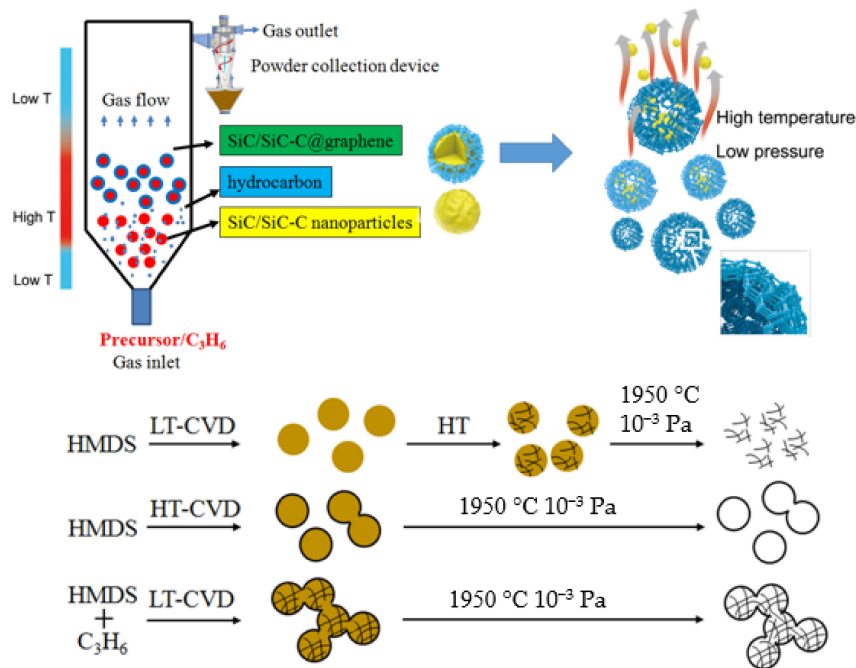 Gas outlet
Powder collection device
Low T
Gas flow
SiC/SiC-C@graphene
High temperature
Low pressure
hydrocarbon
High T
SiC/SiC-C nanoparticles
Low T
Precursor/C₃H₆
Gas inlet
HMDS
LT-CVD
HT
1950 °C
10⁻³ Pa
HMDS
HT-CVD
1950 °C 10⁻³ Pa
HMDS
+
C₃H₆
LT-CVD
1950 °C 10⁻³ Pa